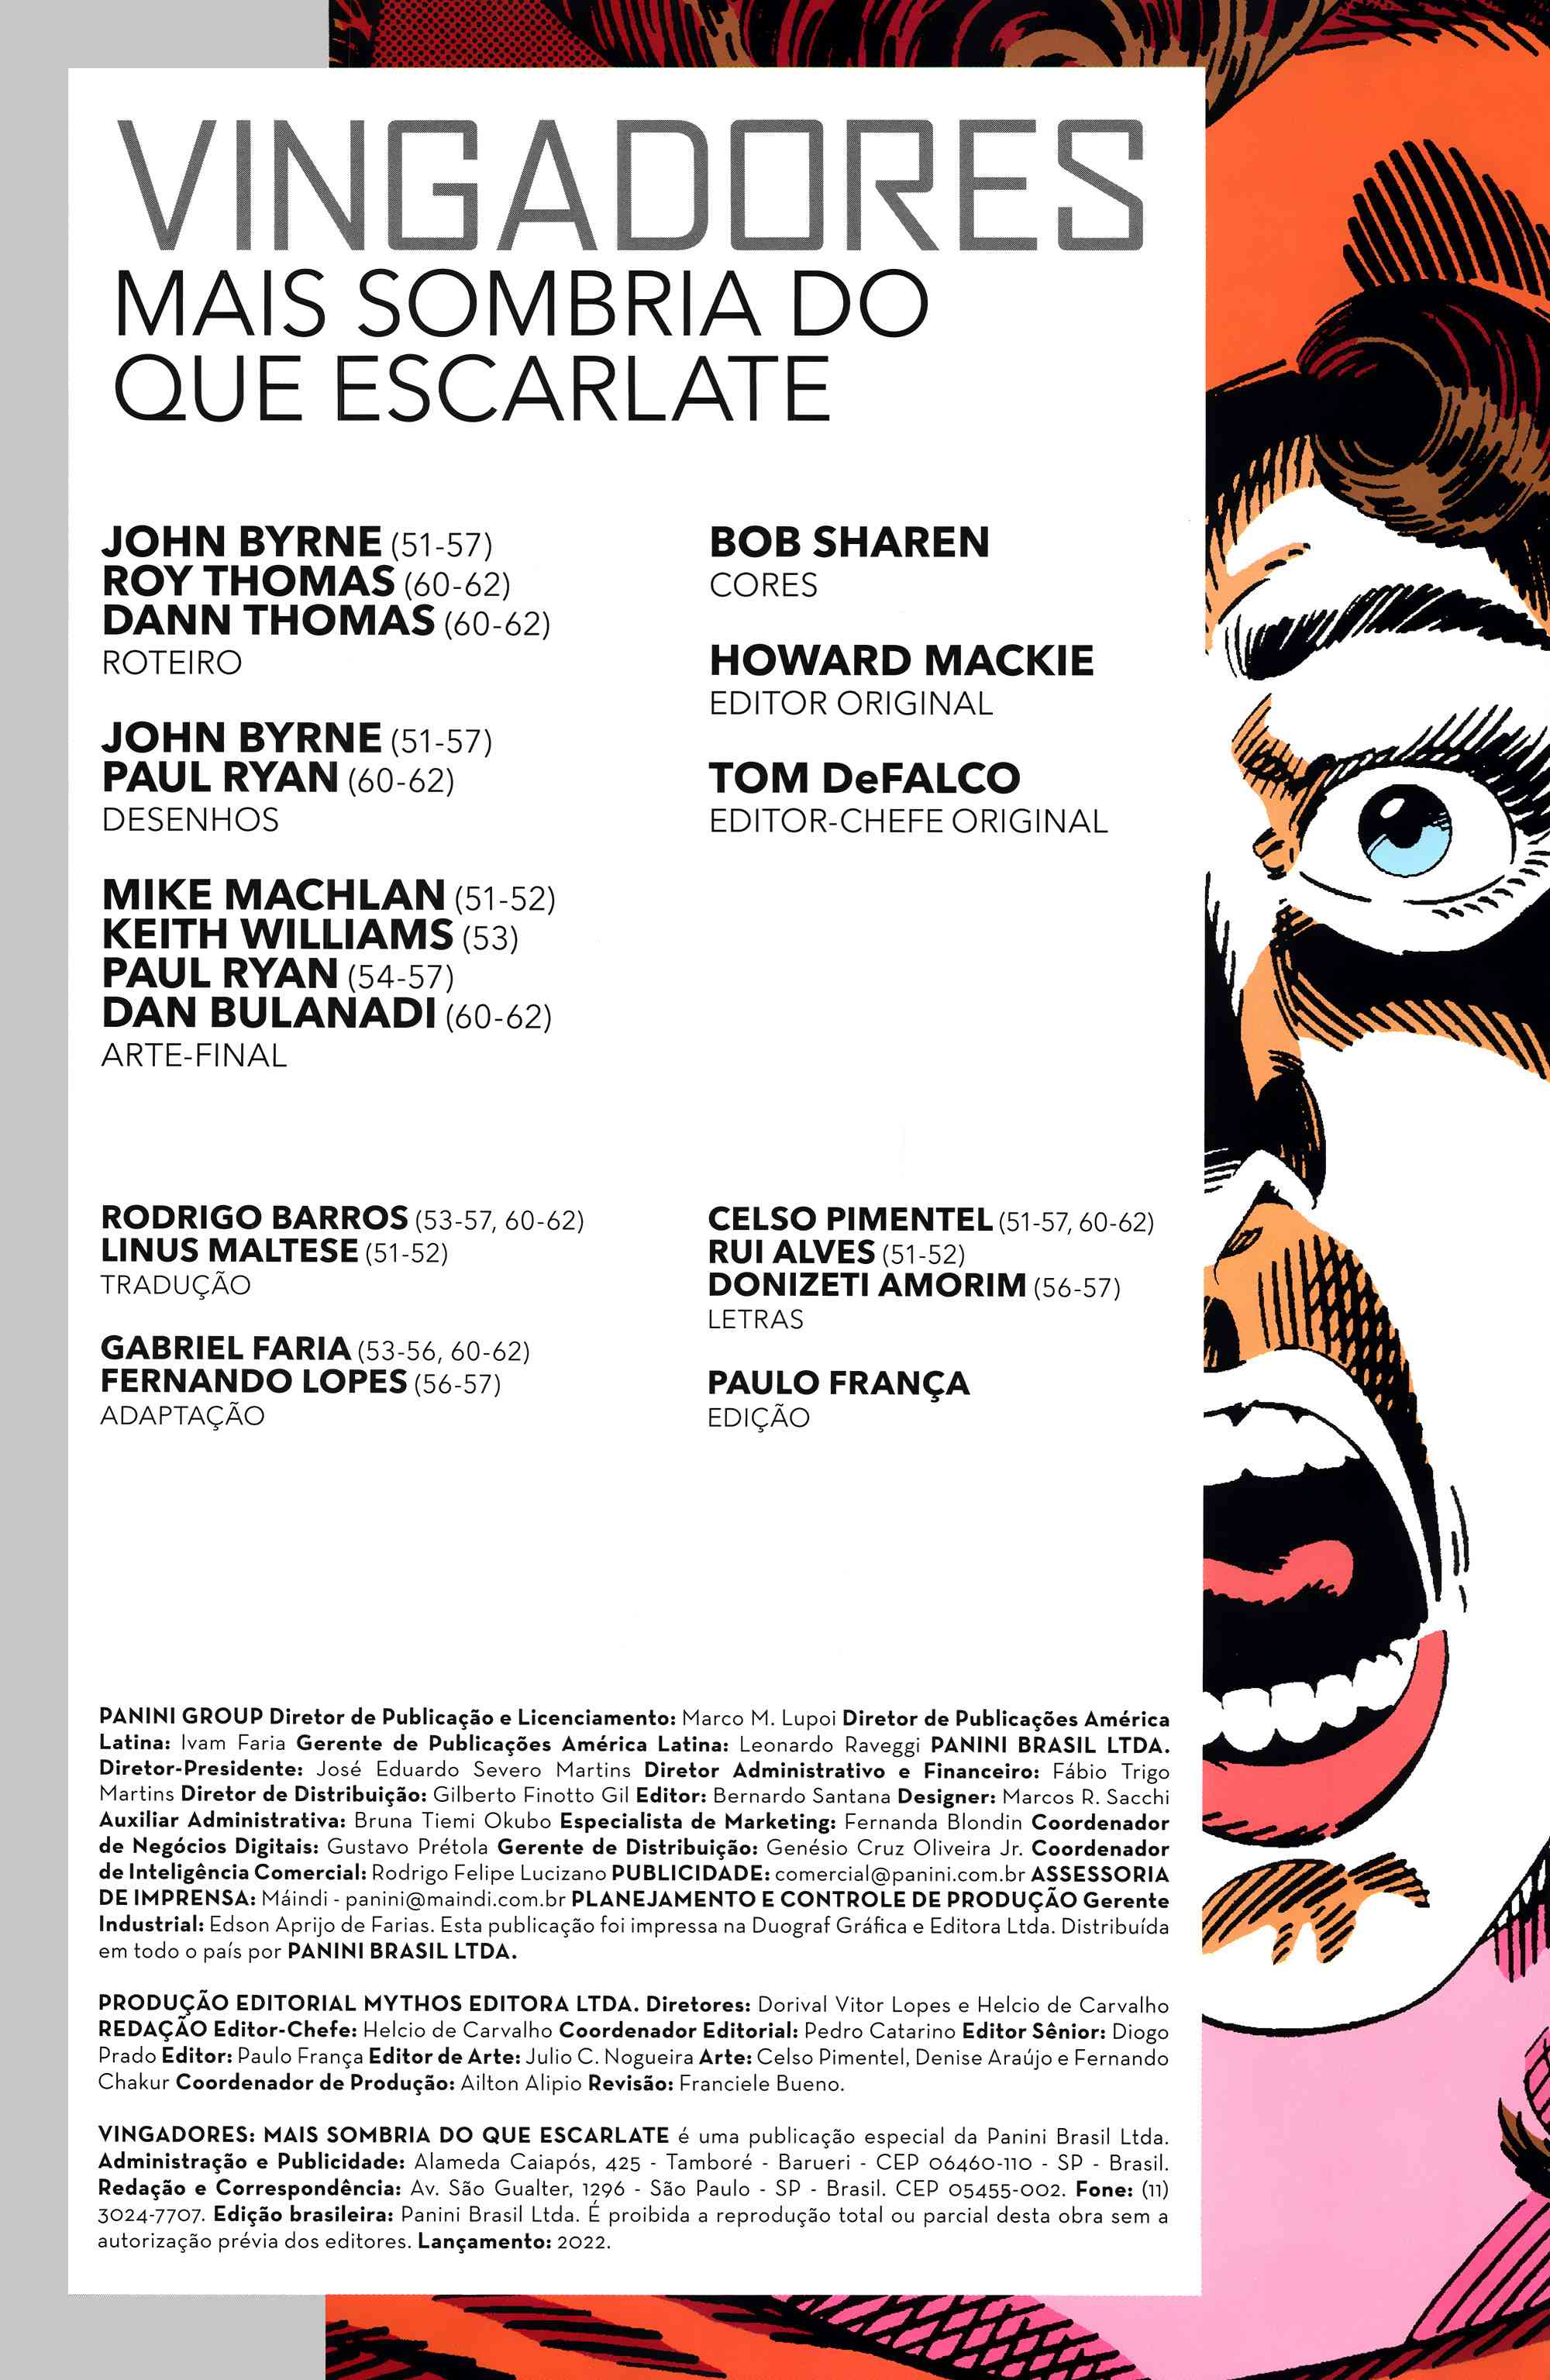 VINGADORES
MAIS SOMBRIA DO
QUE ESCARLATE
JOHN BYRNE (51-57)
ROY THOMAS (60-62)
DANN THOMAS (60-62)
ROTEIRO
JOHN BYRNE (51-57)
PAUL RYAN (60-62)
DESENHOS
MIKE MACHLAN (51-52)
KEITH WILLIAMS (53)
PAUL RYAN (54-57)
DAN BULANADI (60-62)
ARTE-FINAL
BOB SHAREN
CORES
HOWARD MACKIE
EDITOR ORIGINAL
TOM DeFALCO
EDITOR-CHEFE ORIGINAL
RODRIGO BARROS (53-57, 60-62)
LINUS MALTESE (51-52)
TRADUÇÃO
GABRIEL FARIA (53-56, 60-62)
FERNANDO LOPES (56-57)
ADAPTAÇÃO
CELSO PIMENTEL (51-57, 60-62)
RUI ALVES (51-52)
DONIZETI AMORIM (56-57)
LETRAS
PAULO FRANÇA
EDIÇÃO
PANINI GROUP Diretor de Publicação e Licenciamento: Marco M. Lupoi Diretor de Publicações América
Latina: Ivam Faria Gerente de Publicações América Latina: Leonardo Raveggi PANINI BRASIL LTDA.
Diretor-Presidente: José Eduardo Severo Martins Diretor Administrativo e Financeiro: Fábio Trigo
Martins Diretor de Distribuição: Gilberto Finotto Gil Editor: Bernardo Santana Designer: Marcos R. Sacchi
Auxiliar Administrativa: Bruna Tiemi Okubo Especialista de Marketing: Fernanda Blondin Coordenador
de Negócios Digitais: Gustavo Prétola Gerente de Distribuição: Genésio Cruz Oliveira Jr. Coordenador
de Inteligência Comercial: Rodrigo Felipe Lucizano PUBLICIDADE: comercial@panini.com.br ASSESSORIA
DE IMPRENSA: Máindi - panini@maindi.com.br PLANEJAMENTO E CONTROLE DE PRODUÇÃO Gerente
Industrial: Edson Aprijo de Farias. Esta publicação foi impressa na Duograf Gráfica e Editora Ltda. Distribuída
em todo o país por PANINI BRASIL LTDA.
PRODUÇÃO EDITORIAL MYTHOS EDITORA LTDA. Diretores: Dorival Vitor Lopes e Helcio de Carvalho
REDAÇÃO Editor-Chefe: Helcio de Carvalho Coordenador Editorial: Pedro Catarino Editor Sênior: Diogo
Prado Editor: Paulo França Editor de Arte: Julio C. Nogueira Arte: Celso Pimentel, Denise Araújo e Fernando
Chakur Coordenador de Produção: Ailton Alipio Revisão: Franciele Bueno.
VINGADORES: MAIS SOMBRIA DO QUE ESCARLATE é uma publicação especial da Panini Brasil Ltda.
Administração e Publicidade: Alameda Caiapós, 425 - Tamboré - Barueri - CEP 06460-110 - SP - Brasil.
Redação e Correspondência: Av. São Gualter, 1296 - São Paulo - SP - Brasil. CEP 05455-002. Fone: (11)
3024-7707. Edição brasileira: Panini Brasil Ltda. É proibida a reprodução total ou parcial desta obra sem a
autorização prévia dos editores. Lançamento: 2022.